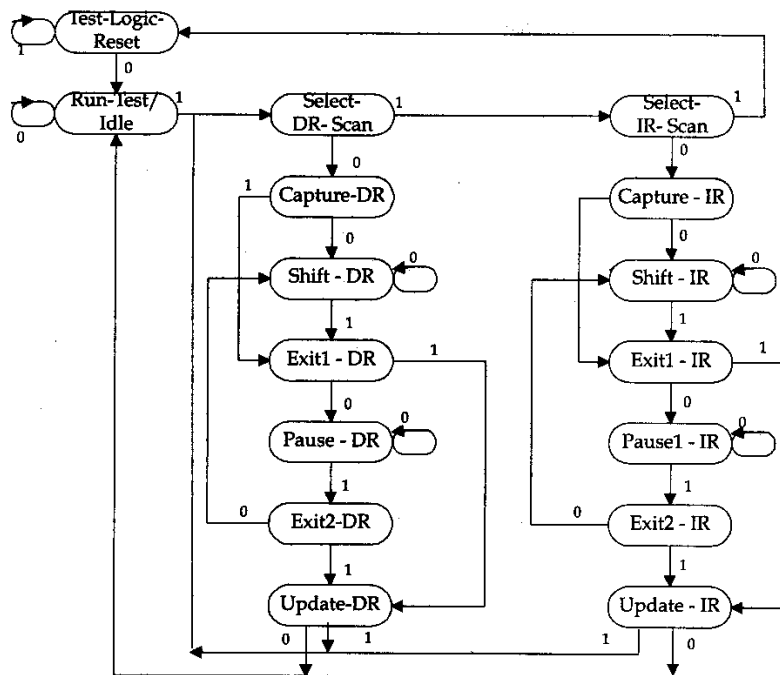 Test-Logic-
Reset
1
0
Run-Test/
Idle
1
0
Select-
DR- Scan
1
Select-
IR- Scan
1
0
0
Capture-DR
1
0
Capture - IR
1
0
Shift - DR
0
1
Shift - IR
0
1
Exit1 - DR
1
0
Exit1 - IR
1
0
Pause - DR
0
1
Pause1 - IR
0
1
Exit2-DR
0
1
Exit2 - IR
0
1
Update-DR
0
1
Update - IR
1
0